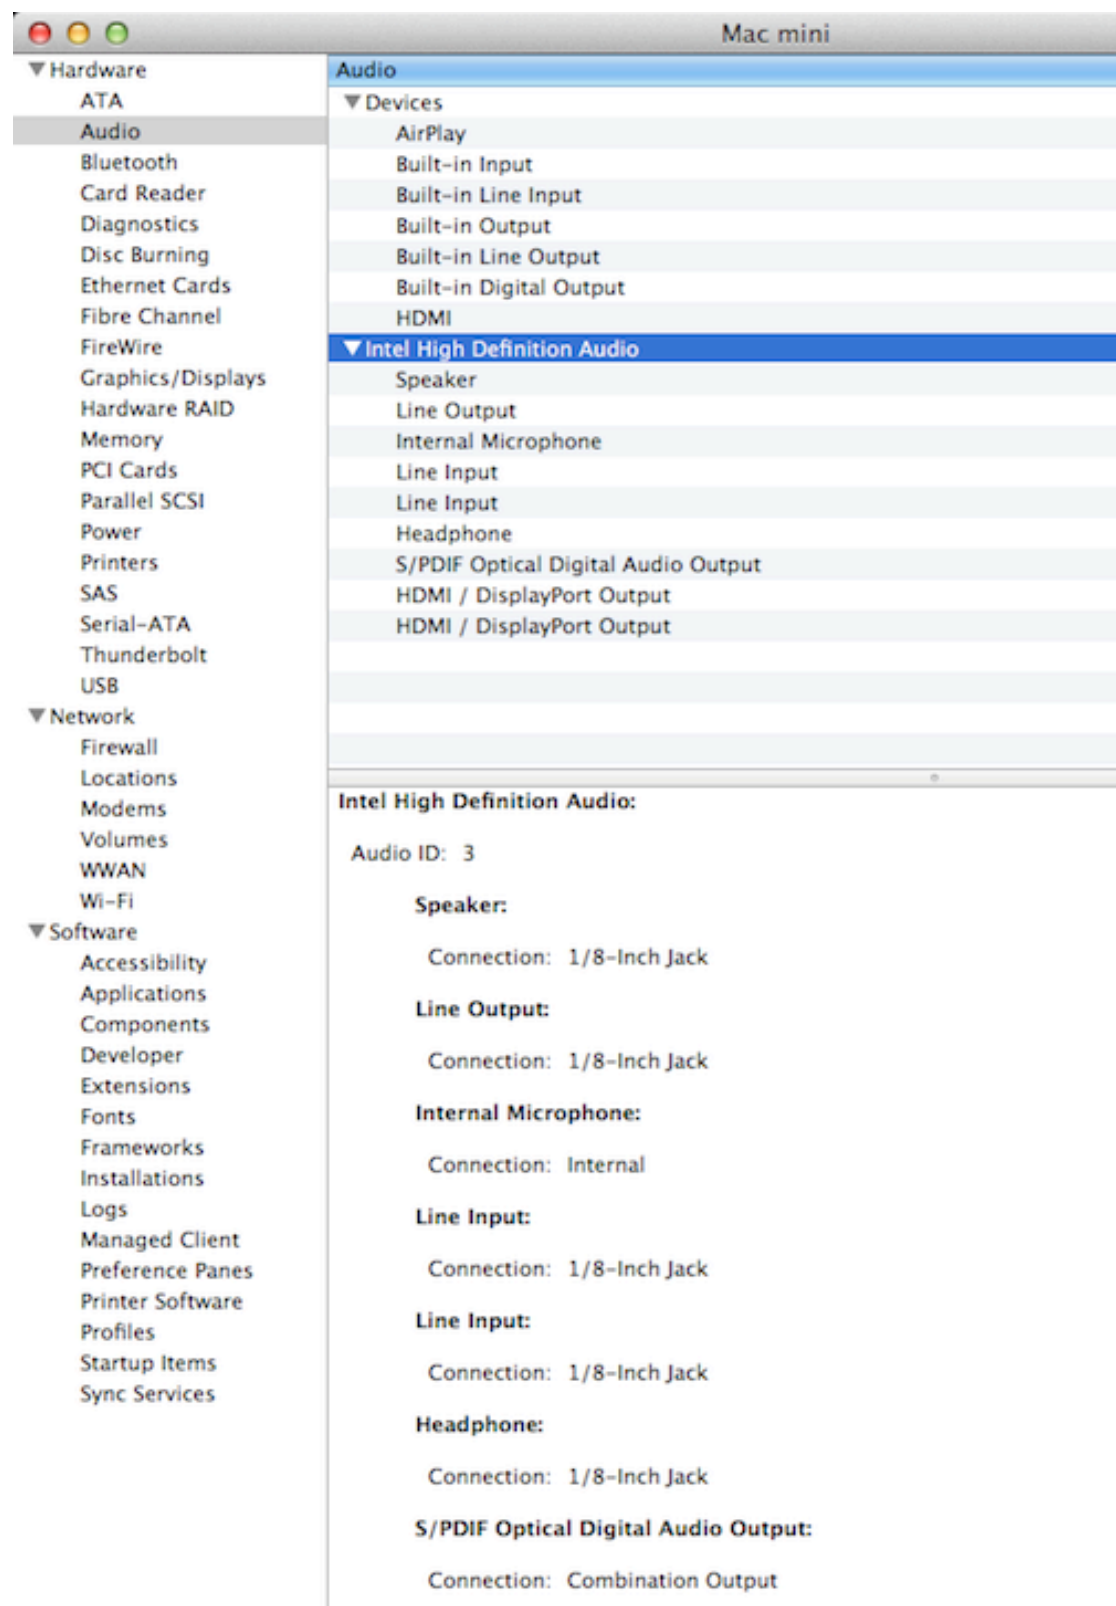 Mac mini
Hardware
ATA
Audio
Bluetooth
Card Reader
Diagnostics
Disc Burning
Ethernet Cards
Fibre Channel
FireWire
Graphics/Displays
Hardware RAID
Memory
PCI Cards
Parallel SCSI
Power
Printers
SAS
Serial-ATA
Thunderbolt
USB
Network
Firewall
Locations
Modems
Volumes
WWAN
Wi-Fi
Software
Accessibility
Applications
Components
Developer
Extensions
Fonts
Frameworks
Installations
Logs
Managed Client
Preference Panes
Printer Software
Profiles
Startup Items
Sync Services
Audio
Devices
AirPlay
Built-in Input
Built-in Line Input
Built-in Output
Built-in Line Output
Built-in Digital Output
HDMI
Intel High Definition Audio
Speaker
Line Output
Internal Microphone
Line Input
Line Input
Headphone
S/PDIF Optical Digital Audio Output
HDMI / DisplayPort Output
HDMI / DisplayPort Output
Intel High Definition Audio:
Audio ID: 3
Speaker:
Connection: 1/8-Inch Jack
Line Output:
Connection: 1/8-Inch Jack
Internal Microphone:
Connection: Internal
Line Input:
Connection: 1/8-Inch Jack
Line Input:
Connection: 1/8-Inch Jack
Headphone:
Connection: 1/8-Inch Jack
S/PDIF Optical Digital Audio Output:
Connection: Combination Output